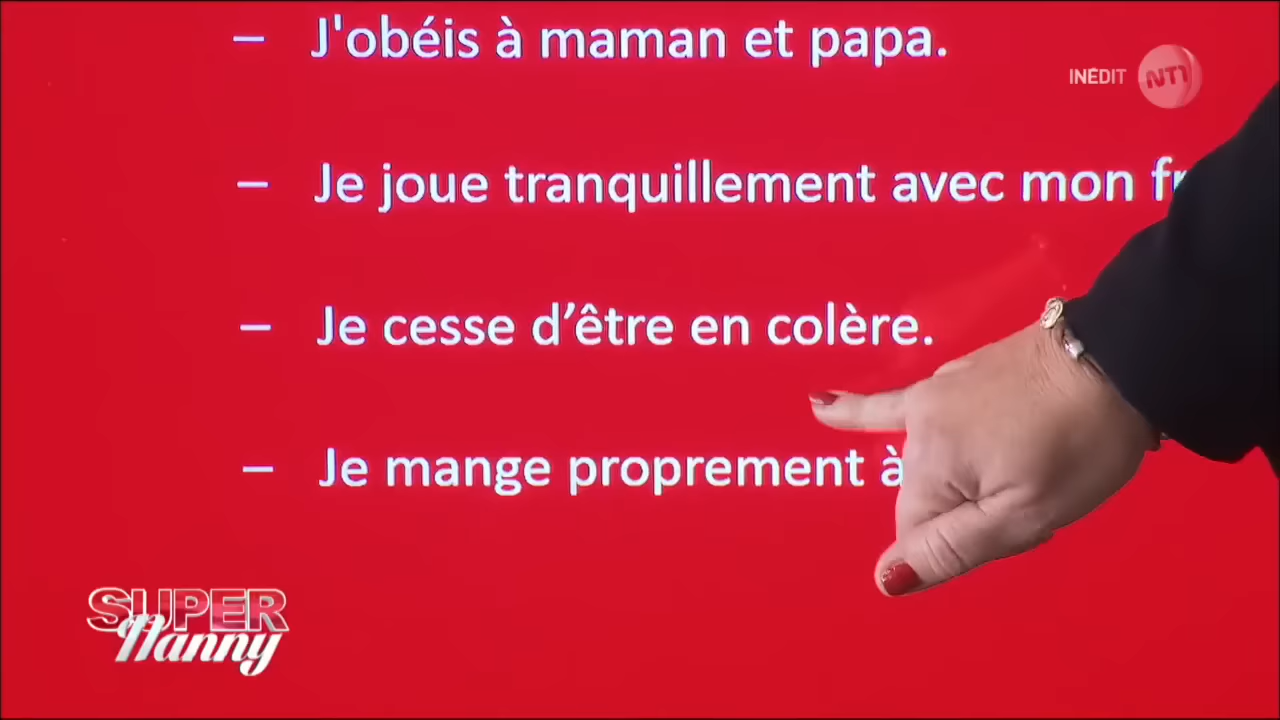 – J'obéis à maman et papa.
INÉDIT NT1
– Je joue tranquillement avec mon
– Je cesse d’être en colère.
– Je mange proprement à
SUPER
Nanny